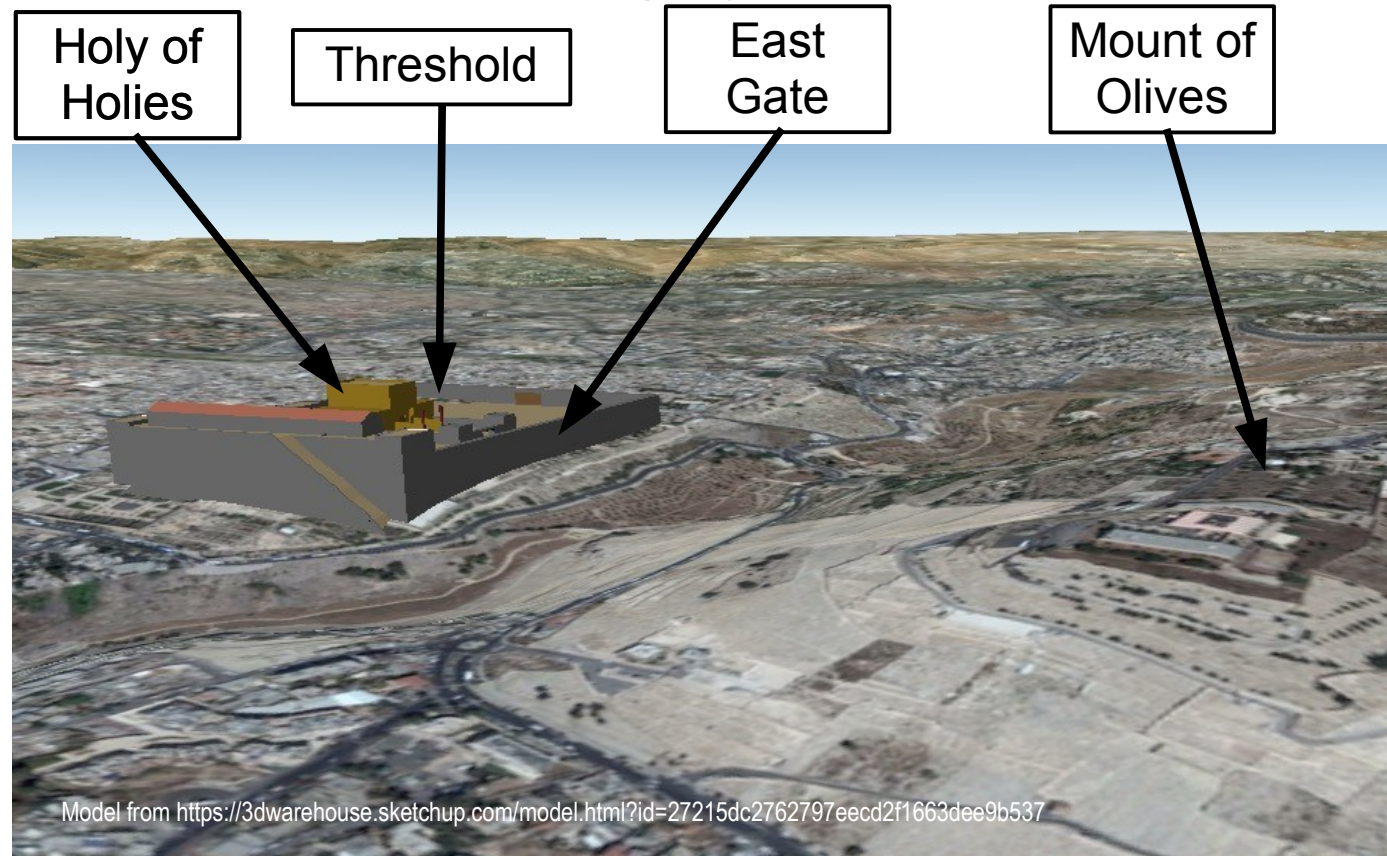 Holy of
Holies
Threshold
East
Gate
Mount of
Olives
Model from https://3dwarehouse.sketchup.com/model.html?id=27215dc2762797eecd2f1663dee9b537